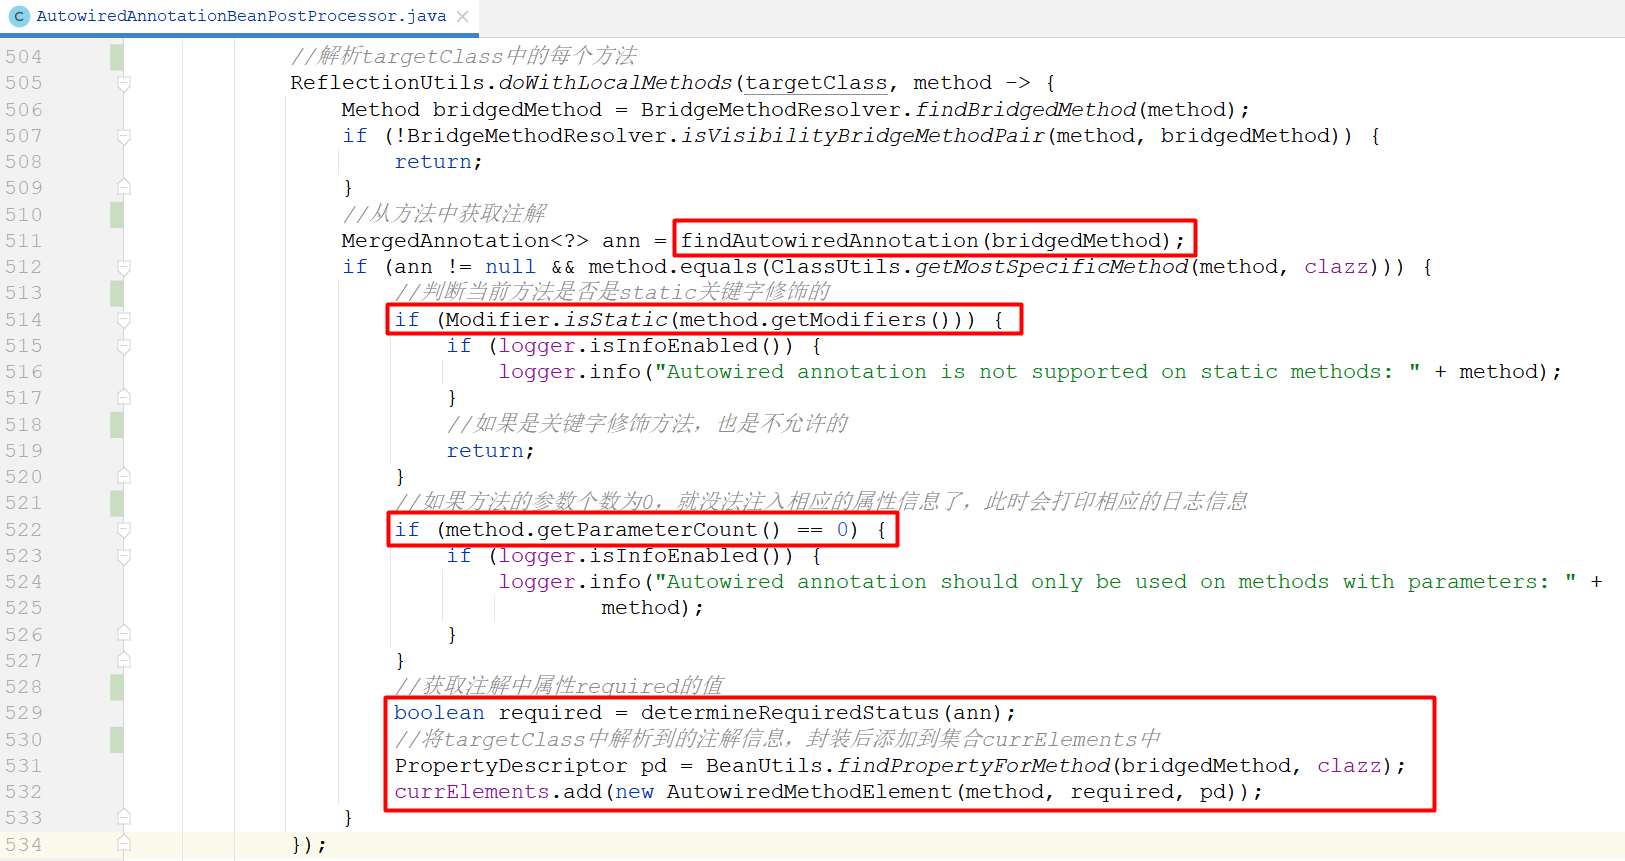 C AutowiredAnnotationBeanPostProcessor.java
504 //解析targetClass中的每个方法
505 ReflectionUtils.doWithLocalMethods(targetClass, method -> {
506 Method bridgedMethod = BridgeMethodResolver.findBridgedMethod(method);
507 if (!BridgeMethodResolver.isVisibilityBridgeMethodPair(method, bridgedMethod)) {
508 return;
509 }
510 //从方法中获取注解
511 MergedAnnotation<?> ann = findAutowiredAnnotation(bridgedMethod);
512 if (ann != null && method.equals(ClassUtils.getMostSpecificMethod(method, clazz))) {
513 //判断当前方法是否是static关键字修饰的
514 if (Modifier.isStatic(method.getModifiers())) {
515 if (logger.isInfoEnabled()) {
516 logger.info("Autowired annotation is not supported on static methods: " + method);
517 }
518 //如果是关键字修饰方法，也是不允许的
519 return;
520 }
521 //如果方法的参数个数为0，就没法注入相应的属性信息了，此时会打印相应的日志信息
522 if (method.getParameterCount() == 0) {
523 if (logger.isInfoEnabled()) {
524 logger.info("Autowired annotation should only be used on methods with parameters: " +
525 method);
526 }
527 }
528 //获取注解中属性required的值
529 boolean required = determineRequiredStatus(ann);
530 //将targetClass中解析到的注解信息，封装后添加到集合currElements中
531 PropertyDescriptor pd = BeanUtils.findPropertyForMethod(bridgedMethod, clazz);
532 currElements.add(new AutowiredMethodElement(method, required, pd));
533 }
534 });